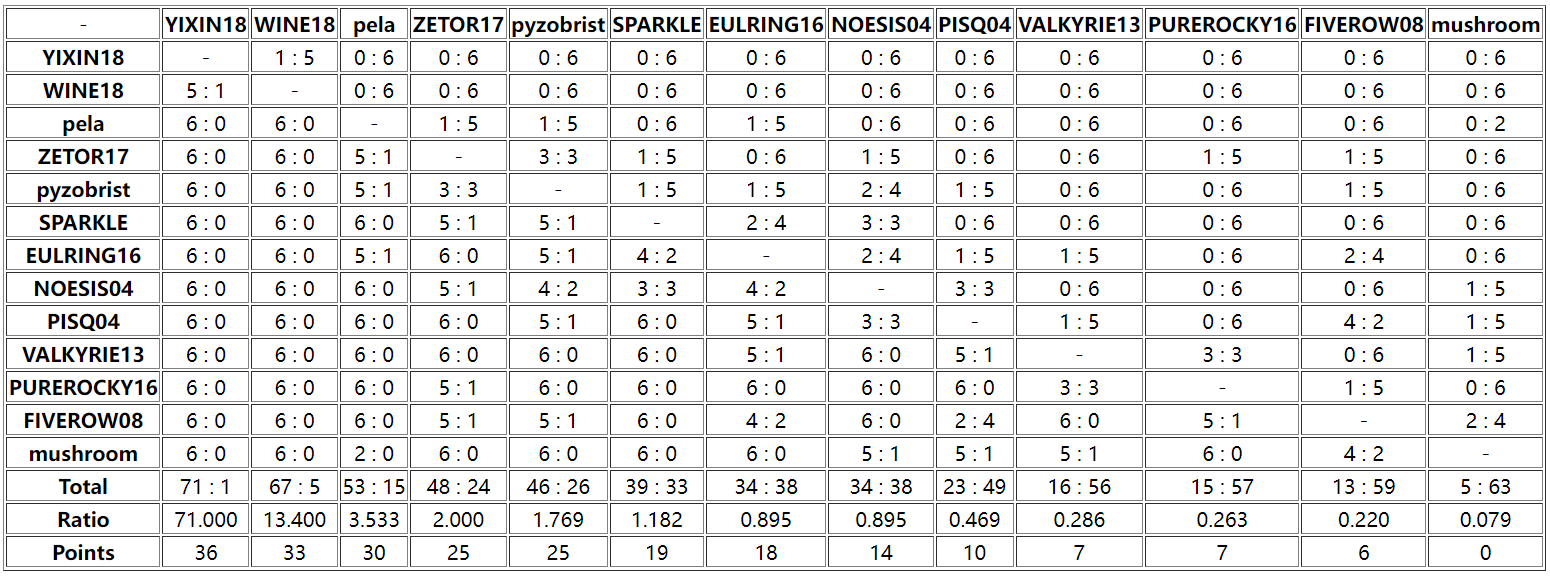 - YIXIN18 WINE18 pela ZETOR17 pyzobrist SPARKLE EULRING16 NOESIS04 PISQ04 VALKYRIE13 PUREROCKY16 FIVEROW08 mushroom
YIXIN18 - 1 : 5 0 : 6 0 : 6 0 : 6 0 : 6 0 : 6 0 : 6 0 : 6 0 : 6 0 : 6 0 : 6 0 : 6
WINE18 5 : 1 - 0 : 6 0 : 6 0 : 6 0 : 6 0 : 6 0 : 6 0 : 6 0 : 6 0 : 6 0 : 6 0 : 6
pela 6 : 0 6 : 0 - 1 : 5 1 : 5 0 : 6 1 : 5 0 : 6 0 : 6 0 : 6 0 : 6 0 : 6 0 : 2
ZETOR17 6 : 0 6 : 0 5 : 1 - 3 : 3 1 : 5 0 : 6 1 : 5 0 : 6 0 : 6 1 : 5 1 : 5 0 : 6
pyzobrist 6 : 0 6 : 0 5 : 1 3 : 3 - 1 : 5 1 : 5 2 : 4 1 : 5 0 : 6 0 : 6 1 : 5 0 : 6
SPARKLE 6 : 0 6 : 0 6 : 0 5 : 1 5 : 1 - 2 : 4 3 : 3 0 : 6 0 : 6 0 : 6 0 : 6 0 : 6
EULRING16 6 : 0 6 : 0 5 : 1 6 : 0 5 : 1 4 : 2 - 2 : 4 1 : 5 1 : 5 0 : 6 2 : 4 0 : 6
NOESIS04 6 : 0 6 : 0 6 : 0 5 : 1 4 : 2 3 : 3 4 : 2 - 3 : 3 0 : 6 0 : 6 0 : 6 1 : 5
PISQ04 6 : 0 6 : 0 6 : 0 6 : 0 5 : 1 6 : 0 5 : 1 3 : 3 - 1 : 5 0 : 6 4 : 2 1 : 5
VALKYRIE13 6 : 0 6 : 0 6 : 0 6 : 0 6 : 0 6 : 0 5 : 1 6 : 0 5 : 1 - 3 : 3 0 : 6 1 : 5
PUREROCKY16 6 : 0 6 : 0 6 : 0 5 : 1 6 : 0 6 : 0 6 : 0 6 : 0 6 : 0 3 : 3 - 1 : 5 0 : 6
FIVEROW08 6 : 0 6 : 0 6 : 0 5 : 1 5 : 1 6 : 0 4 : 2 6 : 0 2 : 4 6 : 0 5 : 1 - 2 : 4
mushroom 6 : 0 6 : 0 2 : 0 6 : 0 6 : 0 6 : 0 6 : 0 5 : 1 5 : 1 5 : 1 6 : 0 4 : 2 -
Total 71 : 1 67 : 5 53 : 15 48 : 24 46 : 26 39 : 33 34 : 38 34 : 38 23 : 49 16 : 56 15 : 57 13 : 59 5 : 63
Ratio 71.000 13.400 3.533 2.000 1.769 1.182 0.895 0.895 0.469 0.286 0.263 0.220 0.079
Points 36 33 30 25 25 19 18 14 10 7 7 6 0